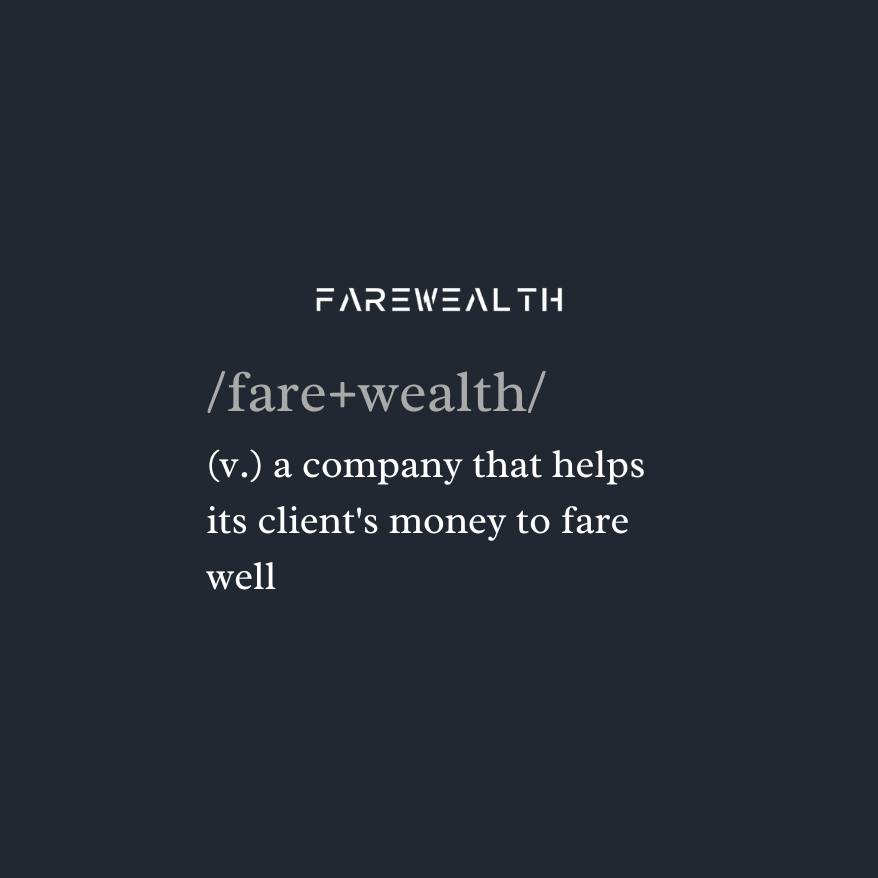 FAREWEALTH
/fare+wealth/
(v.) a company that helps
its client's money to fare
well